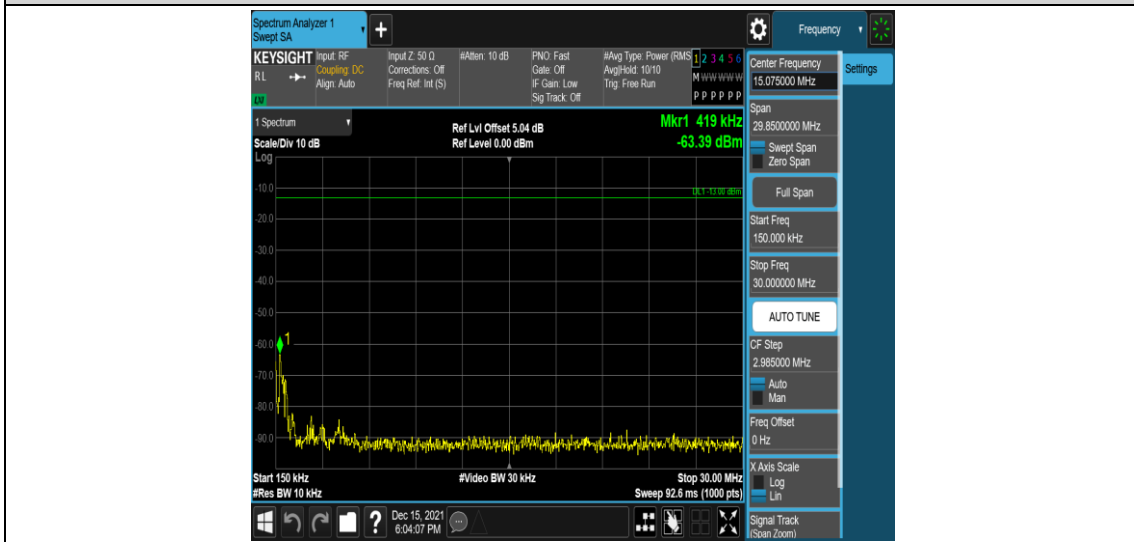 Spectrum Analyzer 1
Swept SA
+
Frequency
KEYSIGHT
RL
LXI
Input: RF
Coupling: DC
Align: Auto
Input Z: 50 Ω
Corrections: Off
Freq Ref: Int (S)
#Atten: 10 dB
PNO: Fast
Gate: Off
IF Gain: Low
Sig Track: Off
#Avg Type: Power (RMS
Avg|Hold: 10/10
Trig: Free Run
1 2 3 4 5 6
M W W W W W
P P P P P P
1 Spectrum
Scale/Div 10 dB
Log
Ref Lvl Offset 5.04 dB
Ref Level 0.00 dBm
Mkr1 419 kHz
-63.39 dBm
DL1 -13.00 dBm
-10.0
-20.0
-30.0
-40.0
-50.0
-60.0
1
-70.0
-80.0
-90.0
Start 150 kHz
#Res BW 10 kHz
#Video BW 30 kHz
Stop 30.00 MHz
Sweep 92.6 ms (1000 pts)
Center Frequency
15.075000 MHz
Settings
Span
29.8500000 MHz
Swept Span
Zero Span
Full Span
Start Freq
150.000 kHz
Stop Freq
30.000000 MHz
AUTO TUNE
CF Step
2.985000 MHz
Auto
Man
Freq Offset
0 Hz
X Axis Scale
Log
Lin
Signal Track
(Span Zoom)
?
Dec 15, 2021
6:04:07 PM